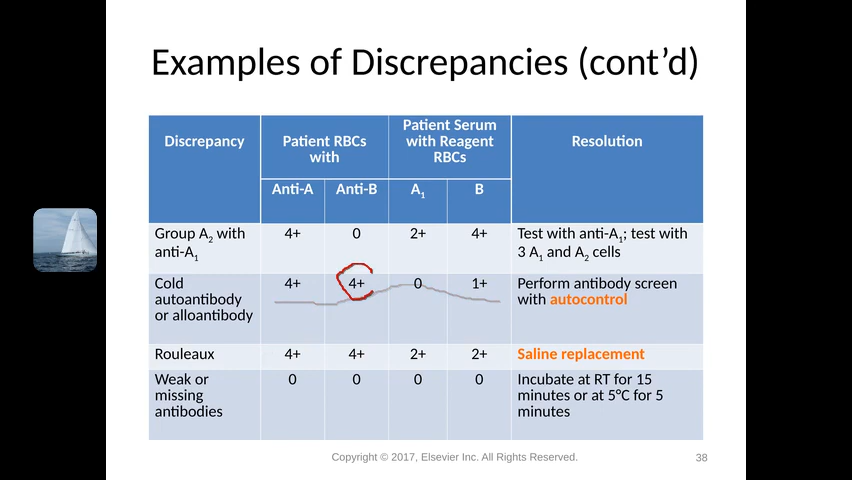 Examples of Discrepancies (cont'd)
Discrepancy
Patient RBCs
with
Patient Serum
with Reagent
RBCs
Resolution
Anti-A
Anti-B
A₁
B
Group A₂ with
anti-A₁
4+
0
2+
4+
Test with anti-A₁; test with
3 A₁ and A₂ cells
Cold
autoantibody
or alloantibody
4+
4+
0
1+
Perform antibody screen
with autocontrol
Rouleaux
4+
4+
2+
2+
Saline replacement
Weak or
missing
antibodies
0
0
0
0
Incubate at RT for 15
minutes or at 5°C for 5
minutes
Copyright © 2017, Elsevier Inc. All Rights Reserved.
38